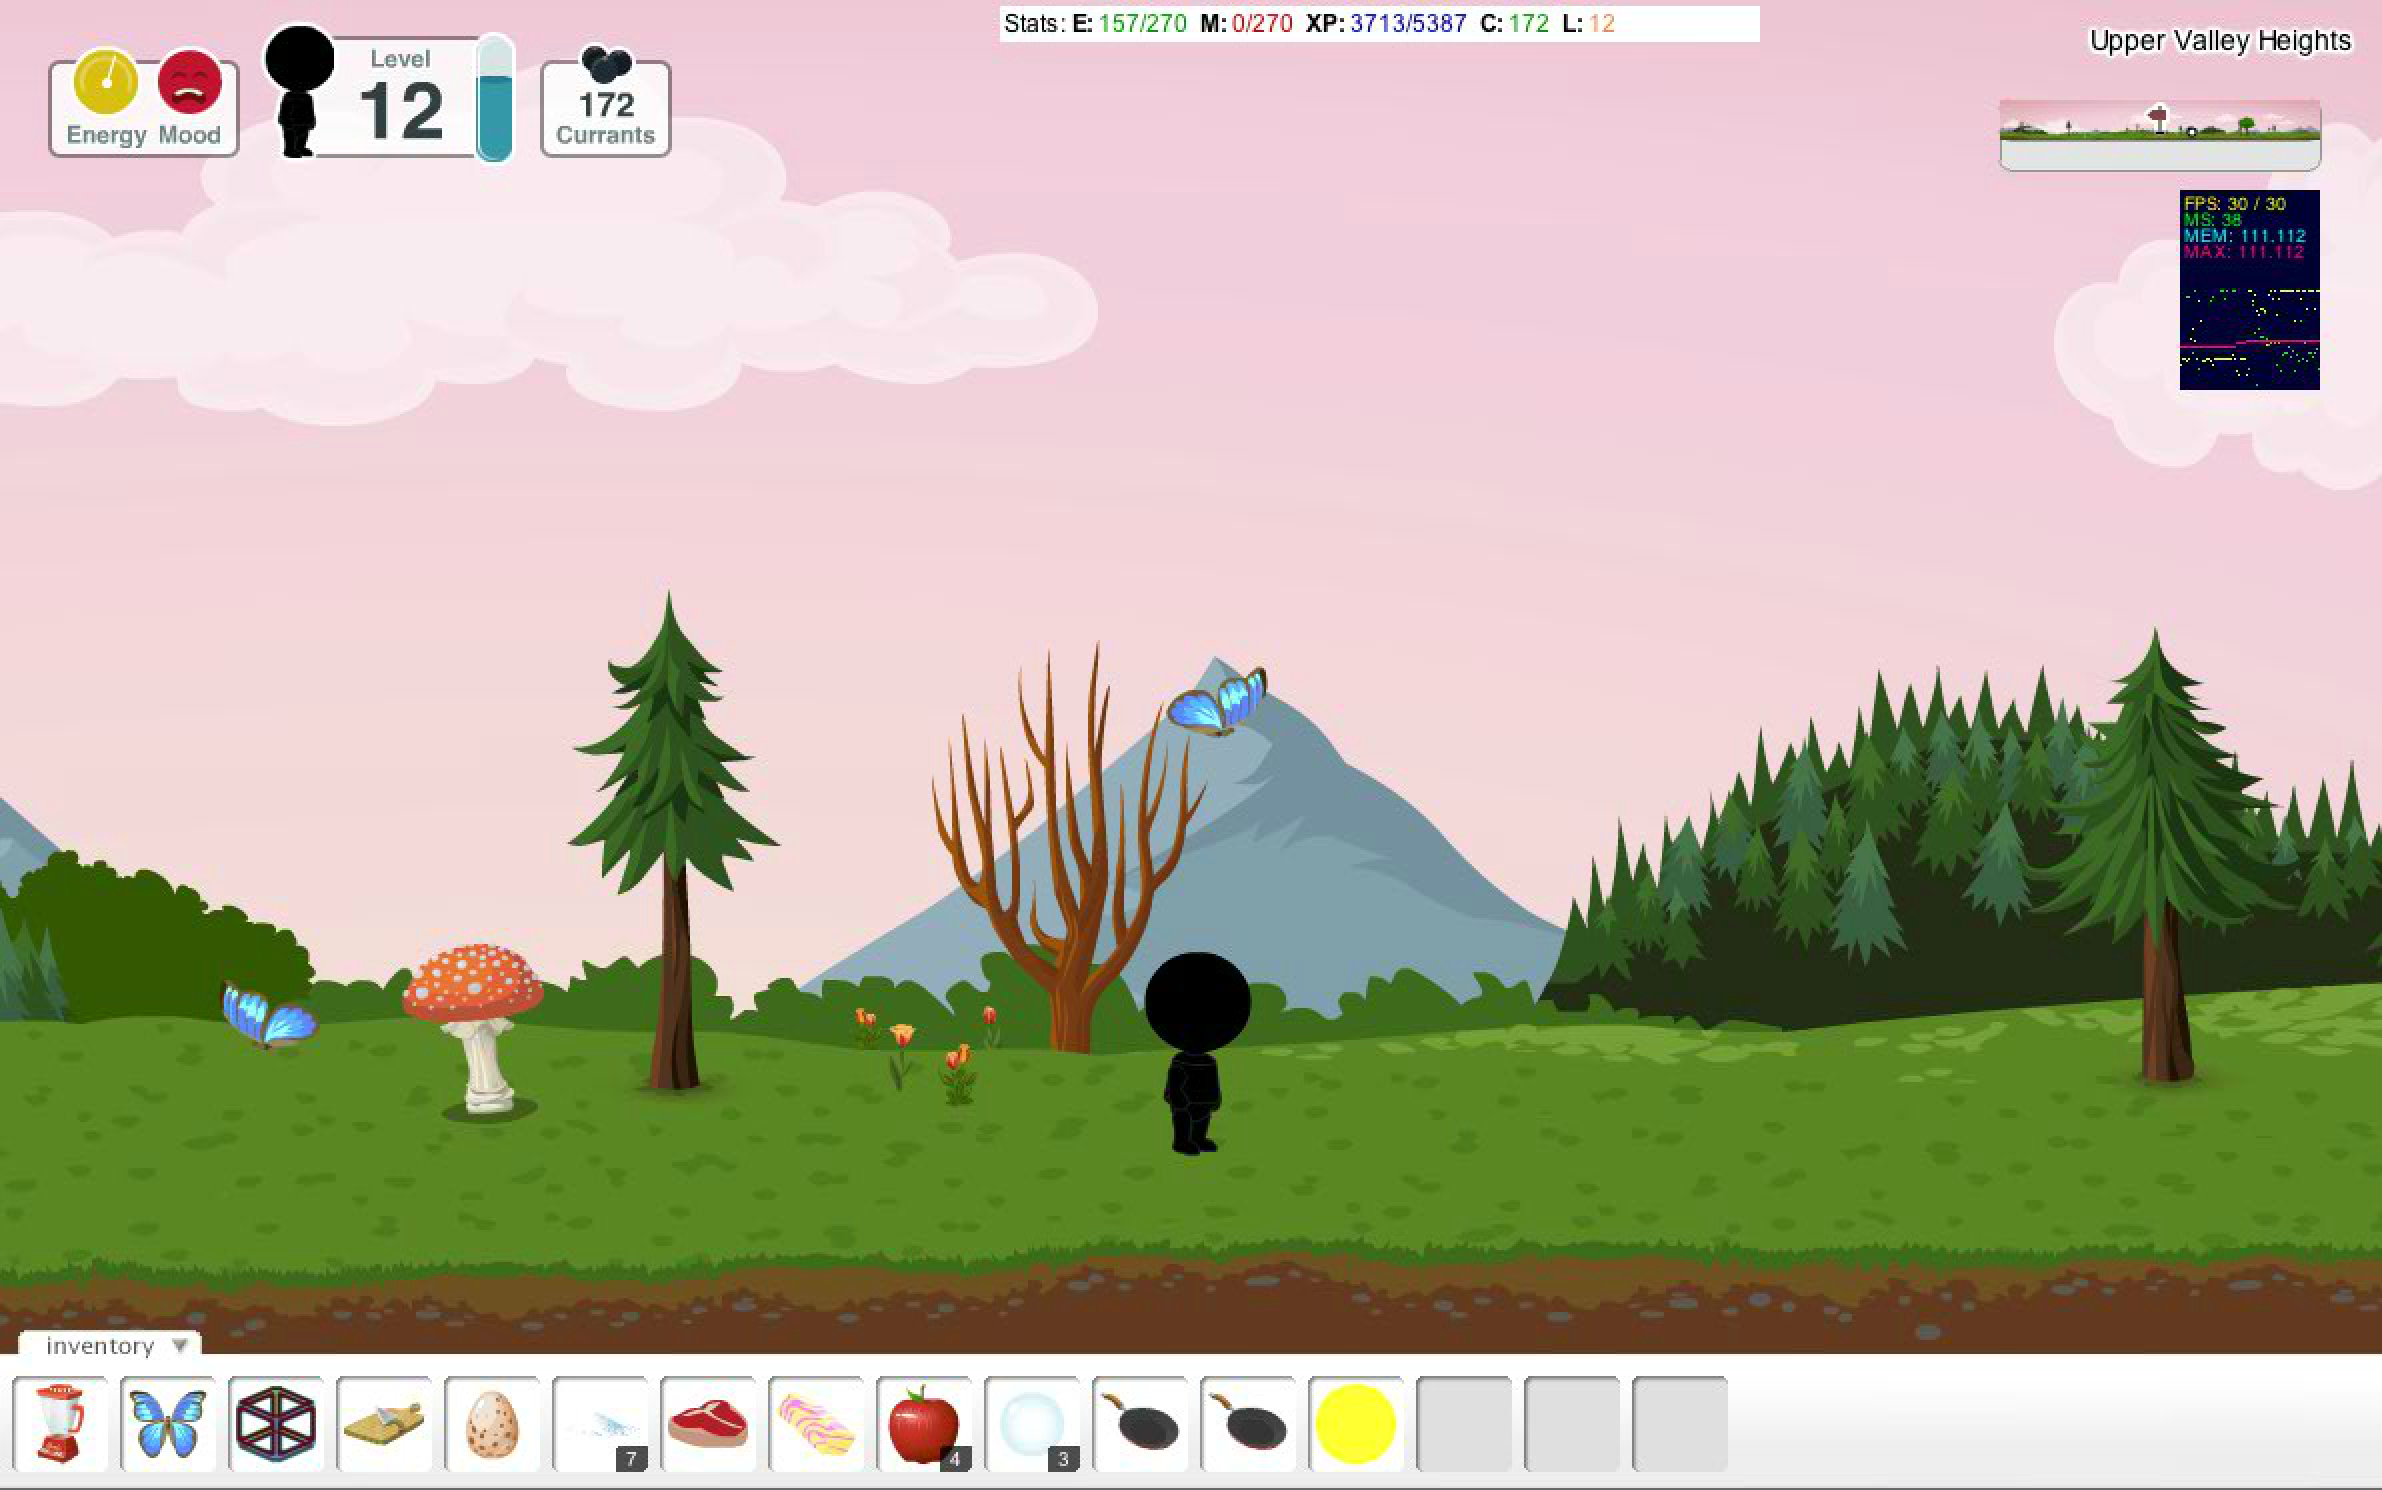 Stats: E: 157/270 M: 0/270 XP: 3713/5387 C: 172 L: 12
Upper Valley Heights
Energy Mood
Level
12
172
Currants
FPS: 30 / 30
MS: 38
MEM: 111.112
MAX: 111.112
inventory
7
4
3